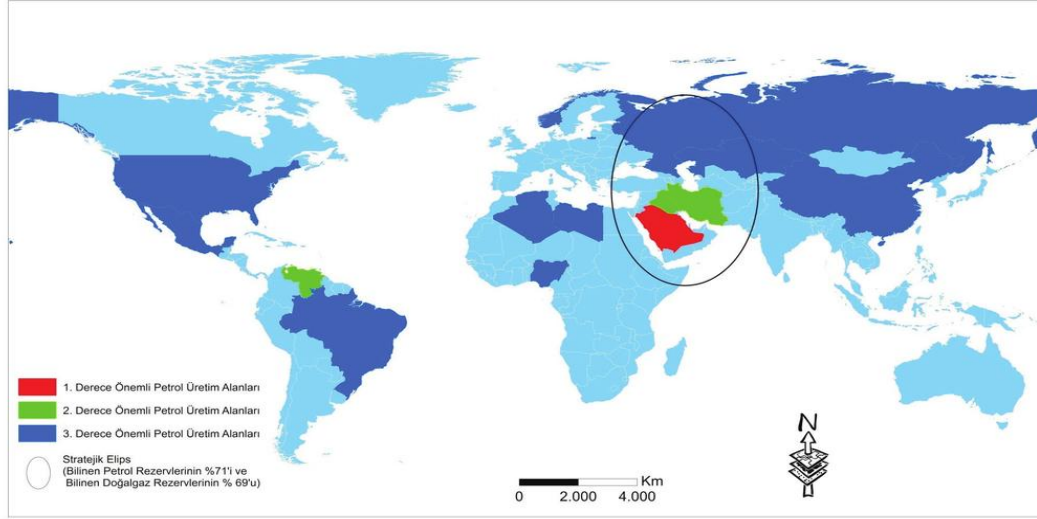 1. Derece Önemli Petrol Üretim Alanları
2. Derece Önemli Petrol Üretim Alanları
3. Derece Önemli Petrol Üretim Alanları
Stratejik Elips
(Bilinen Petrol Rezervlerinin %71'i ve
Bilinen Doğalgaz Rezervlerinin % 69'u)
N
Km
0 2.000 4.000